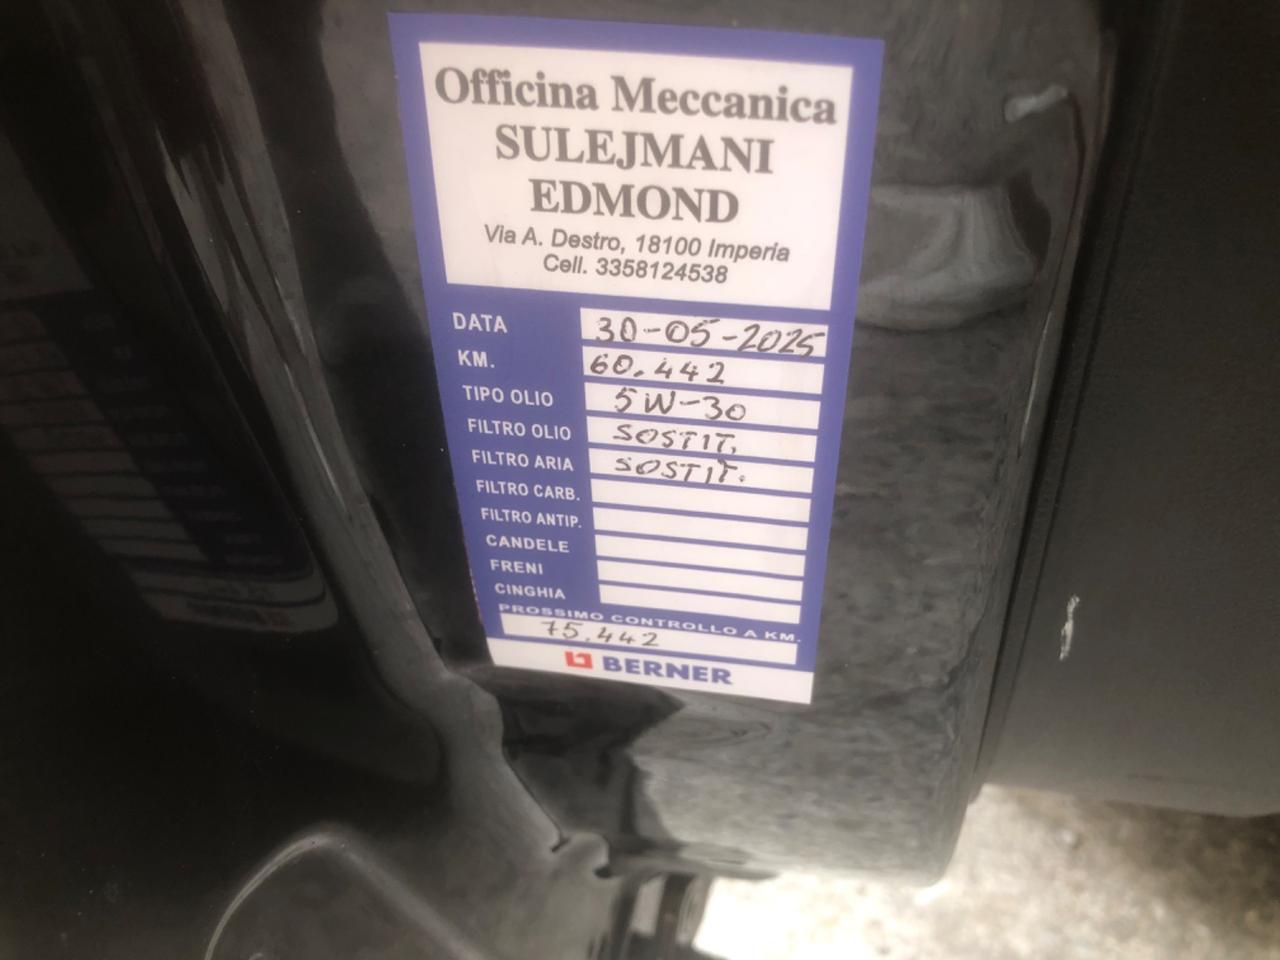 Officina Meccanica
SULEJMANI
EDMOND
Via A. Destro, 18100 Imperia
Cell. 3358124538
DATA 30-05-2025
KM. 60.442
TIPO OLIO 5W-30
FILTRO OLIO SOSTIT.
FILTRO ARIA SOSTIT.
FILTRO CARB.
FILTRO ANTIP.
CANDELE
FRENI
CINGHIA
PROSSIMO CONTROLLO A KM.
75.442
BERNER